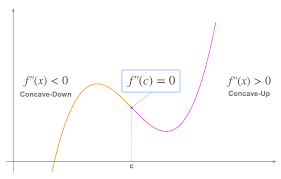 f″(x) < 0
Concave-Down
f″(c) = 0
f″(x) > 0
Concave-Up
c